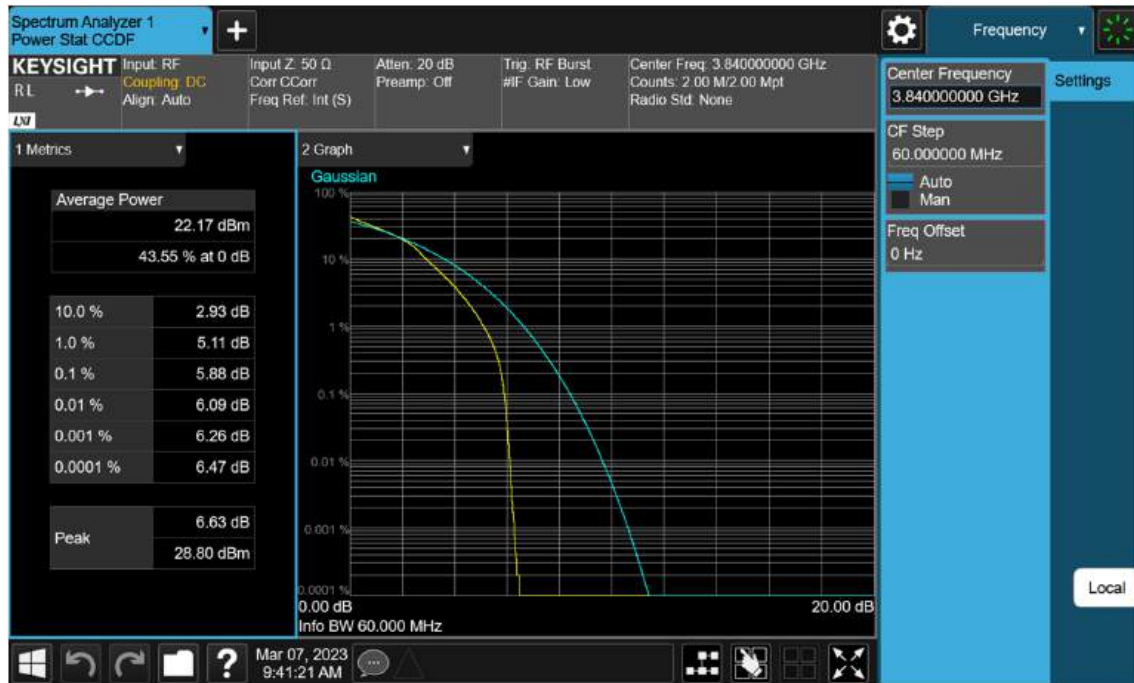 Spectrum Analyzer 1
Power Stat CCDF
+
Frequency
KEYSIGHT
RL
LXI
Input: RF
Coupling: DC
Align: Auto
Input Z: 50 Ω
Corr CCorr
Freq Ref: Int (S)
Atten: 20 dB
Preamp: Off
Trig: RF Burst
#IF Gain: Low
Center Freq: 3.840000000 GHz
Counts: 2.00 M/2.00 Mpt
Radio Std: None
Center Frequency
3.840000000 GHz
Settings
CF Step
60.000000 MHz
Auto
Man
Freq Offset
0 Hz
1 Metrics
Average Power
22.17 dBm
43.55 % at 0 dB
10.0 % 2.93 dB
1.0 % 5.11 dB
0.1 % 5.88 dB
0.01 % 6.09 dB
0.001 % 6.26 dB
0.0001 % 6.47 dB
Peak
6.63 dB
28.80 dBm
2 Graph
Gaussian
100 %
10 %
1 %
0.1 %
0.01 %
0.001 %
0.0001 %
0.00 dB 20.00 dB
Info BW 60.000 MHz
Local
?
Mar 07, 2023
9:41:21 AM